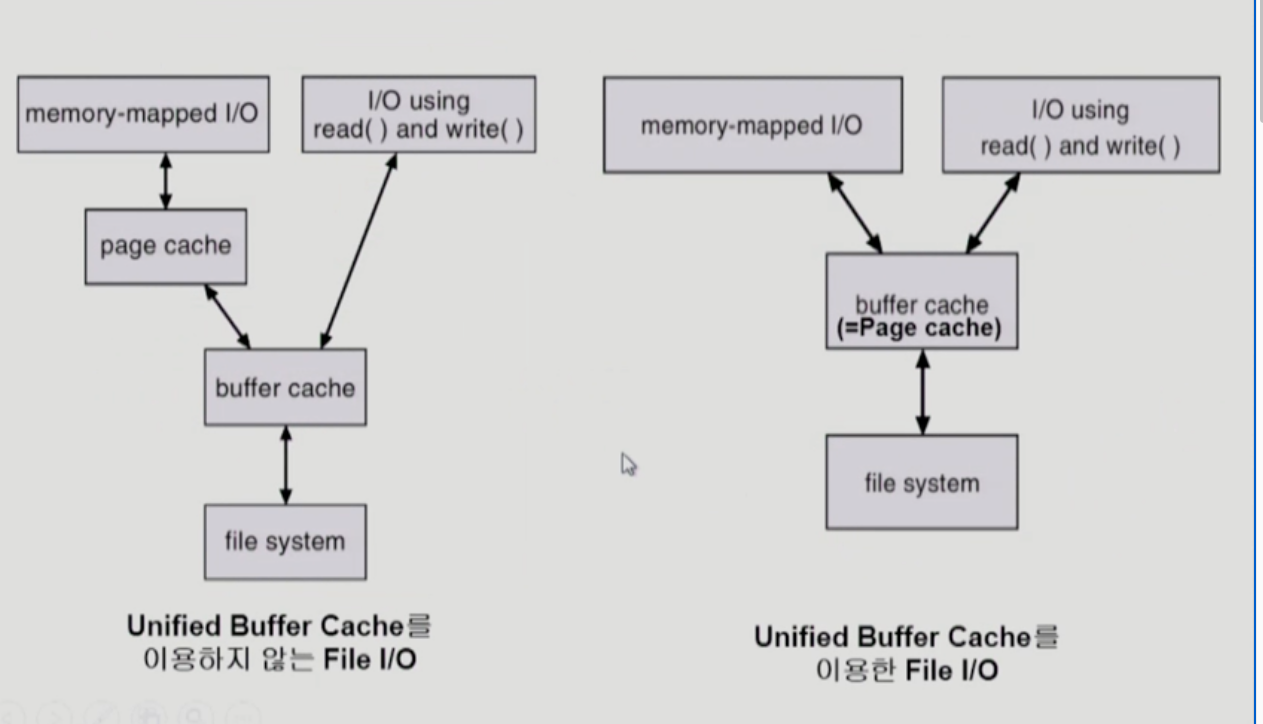 memory-mapped I/O
I/O using
read( ) and write( )
page cache
buffer cache
file system
Unified Buffer Cache를
이용하지 않는 File I/O
memory-mapped I/O
I/O using
read( ) and write( )
buffer cache
(=Page cache)
file system
Unified Buffer Cache를
이용한 File I/O